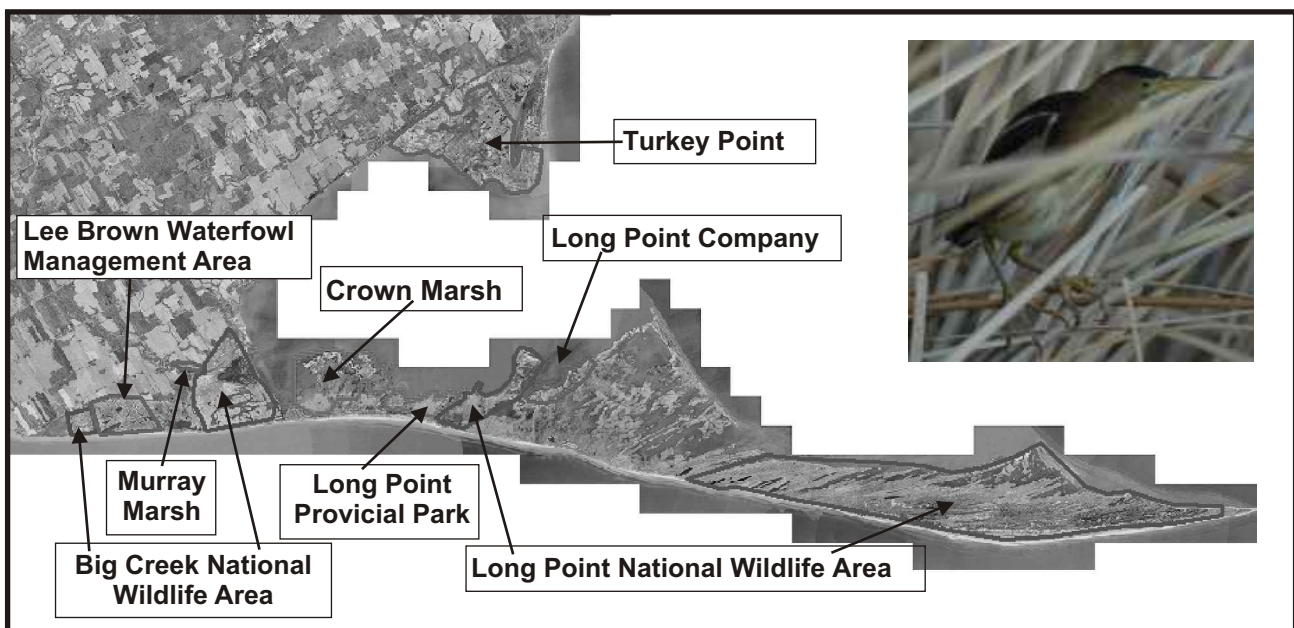 Turkey Point
Lee Brown Waterfowl
Management Area
Long Point Company
Crown Marsh
Murray
Marsh
Long Point
Provicial Park
Big Creek National
Wildlife Area
Long Point National Wildlife Area